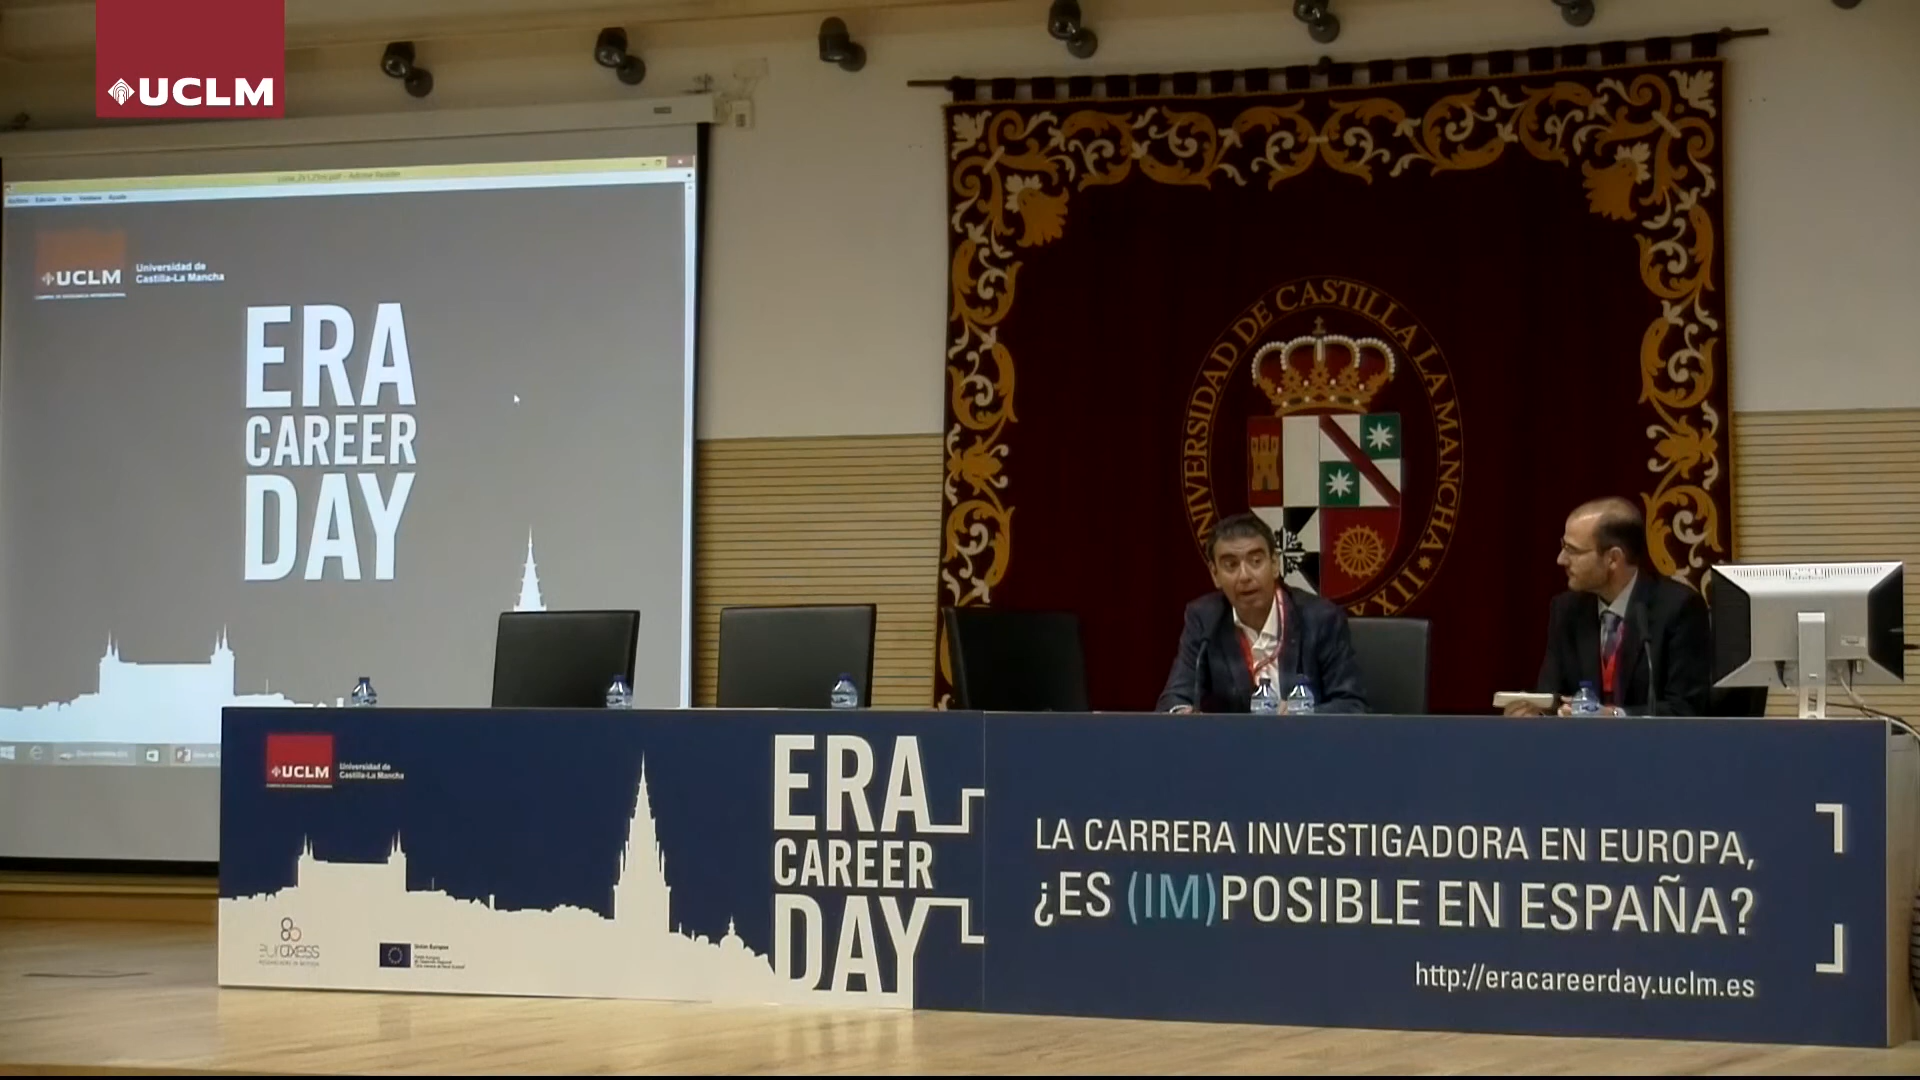 UCLM
UCLM
Universidad de
Castilla-La Mancha
ERA
CAREER
DAY
UNIVERSIDAD DE CASTILLA LA MANCHA
UCLM
Universidad de
Castilla-La Mancha
ERA
CAREER
DAY
euraxess
Unión Europea
LA CARRERA INVESTIGADORA EN EUROPA,
¿ES (IM)POSIBLE EN ESPAÑA?
http://eracareerday.uclm.es